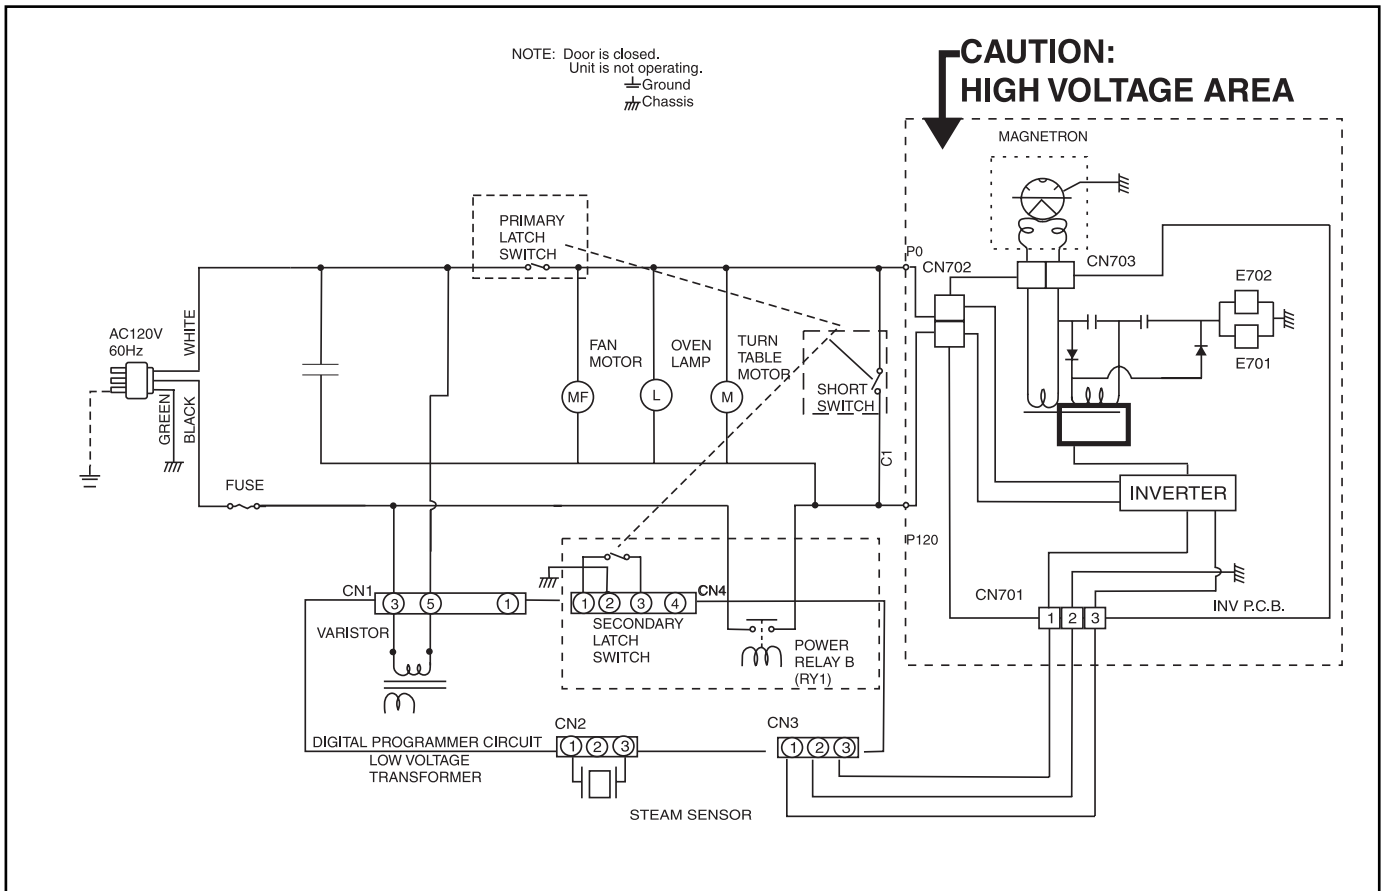 NOTE: Door is closed.
Unit is not operating.
Ground
Chassis
CAUTION:
HIGH VOLTAGE AREA
MAGNETRON
PRIMARY
LATCH
SWITCH
P0
CN702
CN703
E702
E701
AC120V
60Hz
WHITE
GREEN
BLACK
FAN
MOTOR
OVEN
LAMP
TURN
TABLE
MOTOR
SHORT
SWITCH
MF
L
M
C1
FUSE
INVERTER
P120
CN1
3
5
1
1
2
3
4
CN4
VARISTOR
SECONDARY
LATCH
SWITCH
POWER
RELAY B
(RY1)
CN701
1
2
3
INV P.C.B.
DIGITAL PROGRAMMER CIRCUIT
LOW VOLTAGE
TRANSFORMER
CN2
1
2
3
CN3
1
2
3
STEAM SENSOR